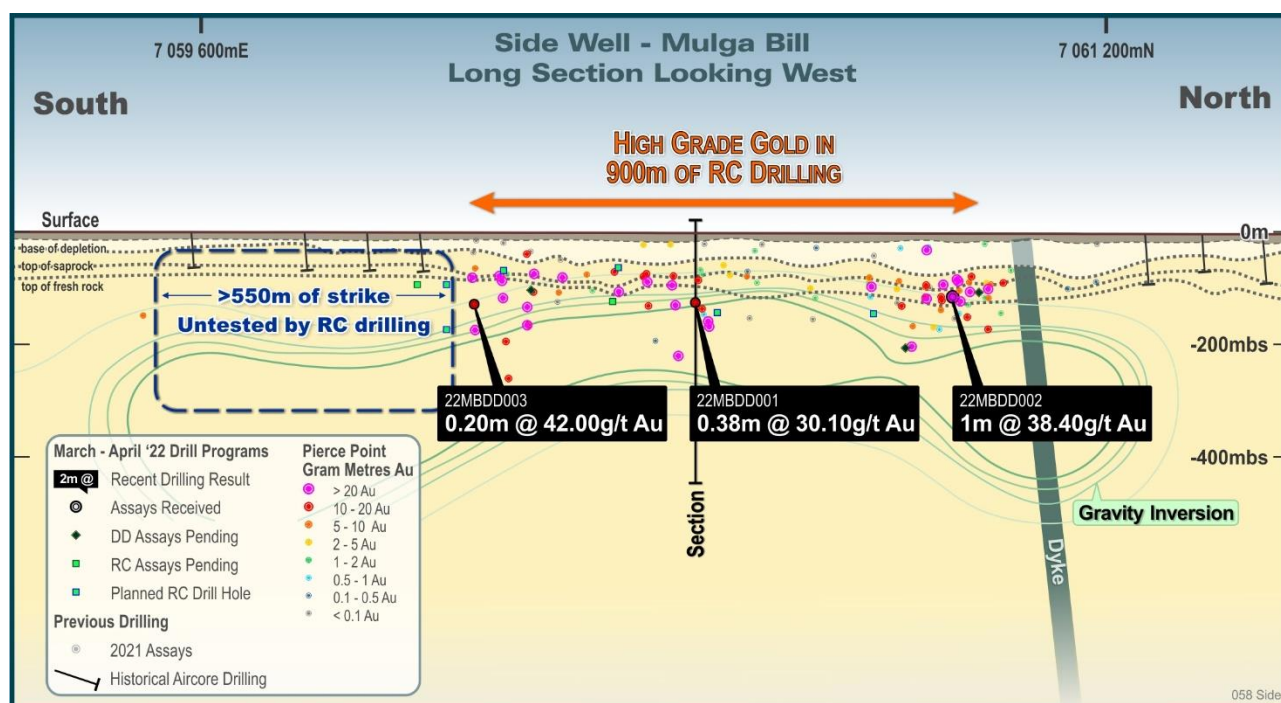 7 059 600mE
Side Well - Mulga Bill
Long Section Looking West
7 061 200mN
South
North
HIGH GRADE GOLD IN
900m OF RC DRILLING
Surface
0m
base of depletion
top of saprock
top of fresh rock
>550m of strike
Untested by RC drilling
-200mbs
22MBDD003
0.20m @ 42.00g/t Au
22MBDD001
0.38m @ 30.10g/t Au
22MBDD002
1m @ 38.40g/t Au
-400mbs
Gravity Inversion
Section
Dyke
March - April ‘22 Drill Programs
2m @
Recent Drilling Result
Assays Received
DD Assays Pending
RC Assays Pending
Planned RC Drill Hole
Previous Drilling
2021 Assays
Historical Aircore Drilling
Pierce Point
Gram Metres Au
> 20 Au
10 - 20 Au
5 - 10 Au
2 - 5 Au
1 - 2 Au
0.5 - 1 Au
0.1 - 0.5 Au
< 0.1 Au
058 Side